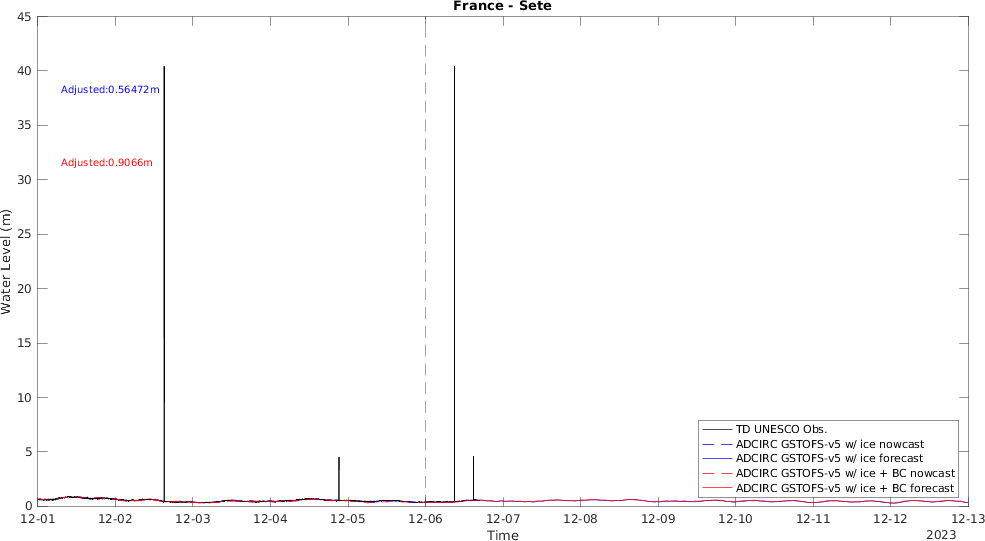 France - Sete
45
40
35
30
25
20
15
10
5
0
Water Level (m)
Adjusted:0.56472m
Adjusted:0.9066m
TD UNESCO Obs.
ADCIRC GSTOFS-v5 w/ ice nowcast
ADCIRC GSTOFS-v5 w/ ice forecast
ADCIRC GSTOFS-v5 w/ ice + BC nowcast
ADCIRC GSTOFS-v5 w/ ice + BC forecast
12-01 12-02 12-03 12-04 12-05 12-06 12-07 12-08 12-09 12-10 12-11 12-12 12-13
Time
2023